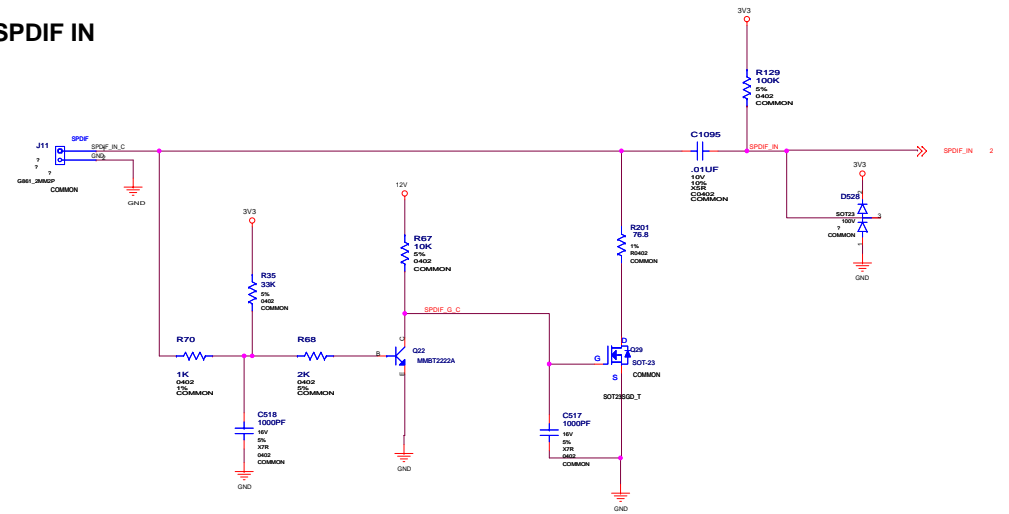 SPDIF IN
3V3
R129
100K
5%
0402
COMMON
J11
SPDIF
SPDIF_IN_C
GND
2
?
?
?
G861_2MM2P
COMMON
GND
C1095
.01UF
10V
10%
X5R
C0402
COMMON
SPDIF_IN
SPDIF_IN 2
3V3
D528
SOT23
100V
?
COMMON
2
3
1
GND
12V
R67
10K
5%
0402
COMMON
3V3
R35
33K
5%
0402
COMMON
R201
76.8
1%
R0402
COMMON
SPDIF_G_C
R70
1K
0402
1%
COMMON
R68
2K
0402
5%
COMMON
B
C
E
Q22
MMBT2222A
G
D
S
Q29
SOT-23
COMMON
SOT23SGD_T
C518
1000PF
16V
5%
X7R
0402
COMMON
GND
GND
C517
1000PF
16V
5%
X7R
0402
COMMON
GND